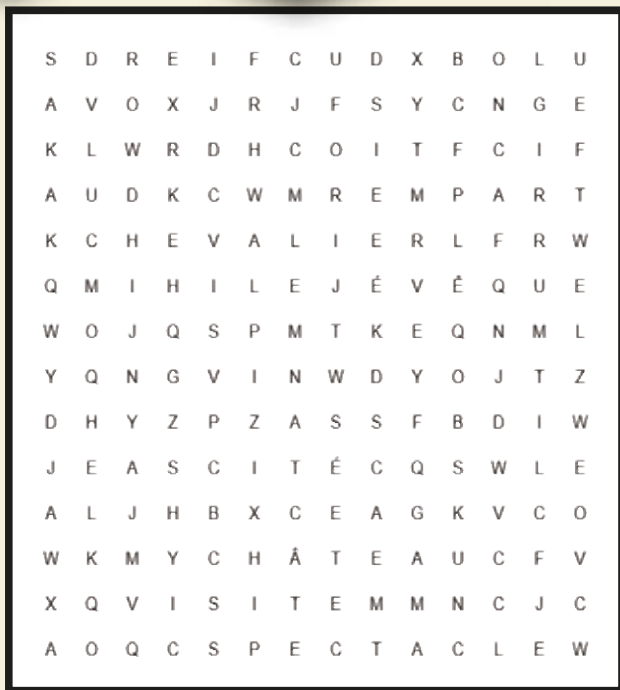 S D R E I F C U D X B O L U
A V O X J R J F S Y C N G E
K L W R D H C O I T F C I F
A U D K C W M R E M P A R T
K C H E V A L I E R L F R W
Q M I H I L E J É V Ê Q U E
W O J Q S P M T K E Q N M L
Y Q N G V I N W D Y O J T Z
D H Y Z P Z A S S F B D I W
J E A S C I T É C Q S W L E
A L J H B X C E A G K V C O
W K M Y C H Â T E A U C F V
X Q V I S I T E M M N C J C
A O Q C S P E C T A C L E W